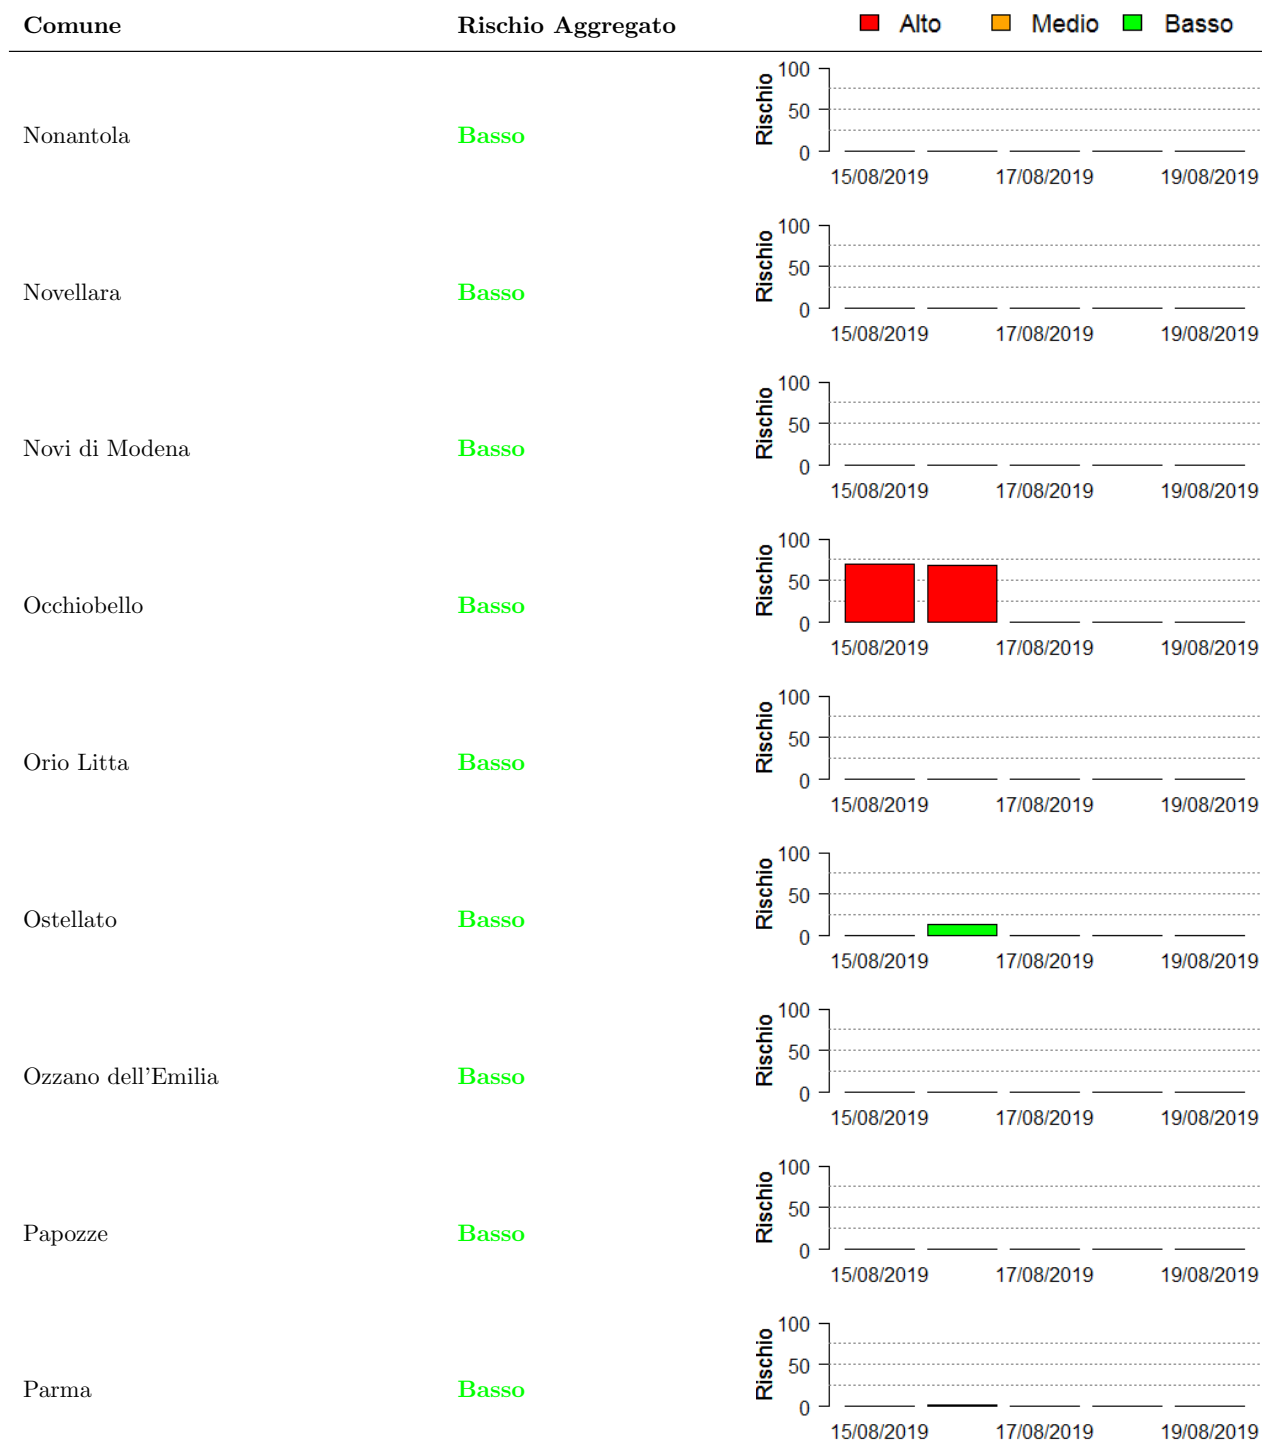 Comune Rischio Aggregato Alto Medio Basso
100
50
0
Rischio
Nonantola Basso
15/08/2019 17/08/2019 19/08/2019
100
50
0
Rischio
Novellara Basso
15/08/2019 17/08/2019 19/08/2019
100
50
0
Rischio
Novi di Modena Basso
15/08/2019 17/08/2019 19/08/2019
100
50
0
Rischio
Occhiobello Basso
15/08/2019 17/08/2019 19/08/2019
100
50
0
Rischio
Orio Litta Basso
15/08/2019 17/08/2019 19/08/2019
100
50
0
Rischio
Ostellato Basso
15/08/2019 17/08/2019 19/08/2019
100
50
0
Rischio
Ozzano dell'Emilia Basso
15/08/2019 17/08/2019 19/08/2019
100
50
0
Rischio
Papozze Basso
15/08/2019 17/08/2019 19/08/2019
100
50
0
Rischio
Parma Basso
15/08/2019 17/08/2019 19/08/2019